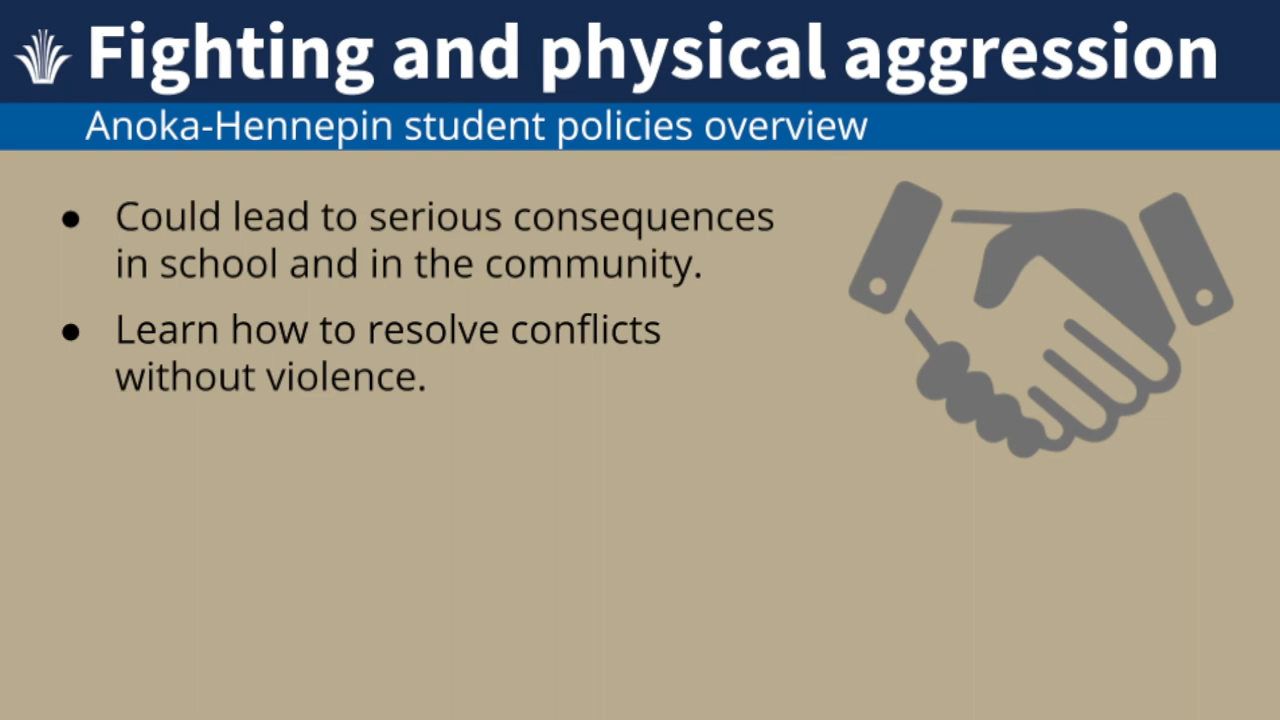 Fighting and physical aggression
Anoka-Hennepin student policies overview
● Could lead to serious consequences
in school and in the community.
● Learn how to resolve conflicts
without violence.